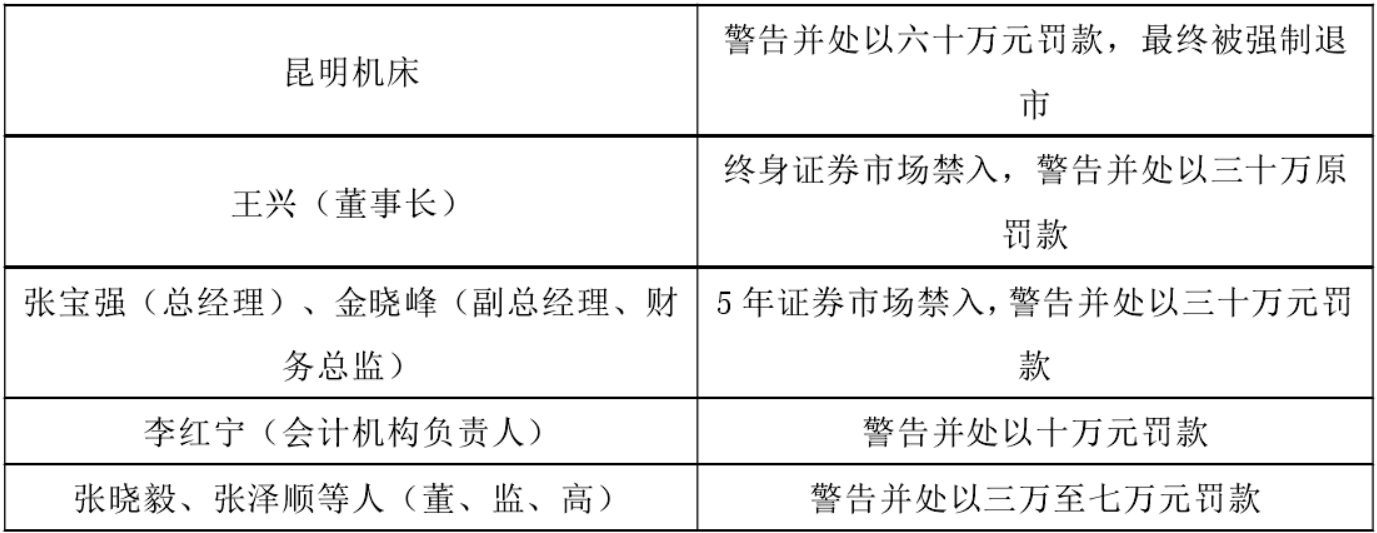 昆明机床
警告并处以六十万元罚款，最终被强制退
市
王兴（董事长）
终身证券市场禁入，警告并处以三十万原
罚款
张宝强（总经理）、金晓峰（副总经理、财
务总监）
5 年证券市场禁入，警告并处以三十万元罚
款
李红宁（会计机构负责人）
警告并处以十万元罚款
张晓毅、张泽顺等人（董、监、高）
警告并处以三万至七万元罚款